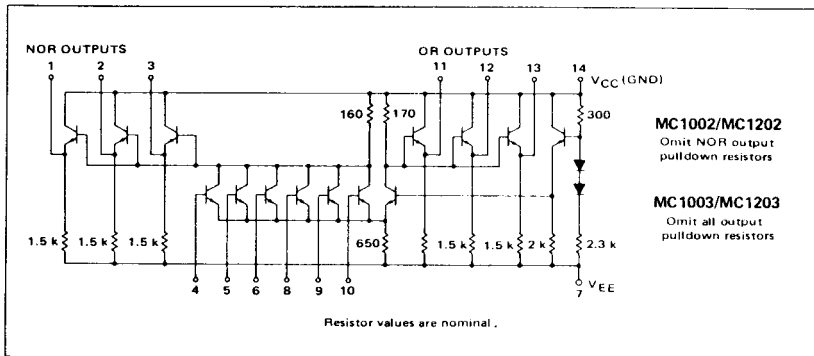 NOR OUTPUTS
1 2 3
OR OUTPUTS
11 12 13 14
VCC (GND)
160 170
300
MC1002/MC1202
Omit NOR output
pulldown resistors
MC1003/MC1203
Omit all output
pulldown resistors
1.5 k 1.5 k 1.5 k 650 1.5 k 1.5 k 2 k 2.3 k
4 5 6 8 9 10
7 VEE
Resistor values are nominal.